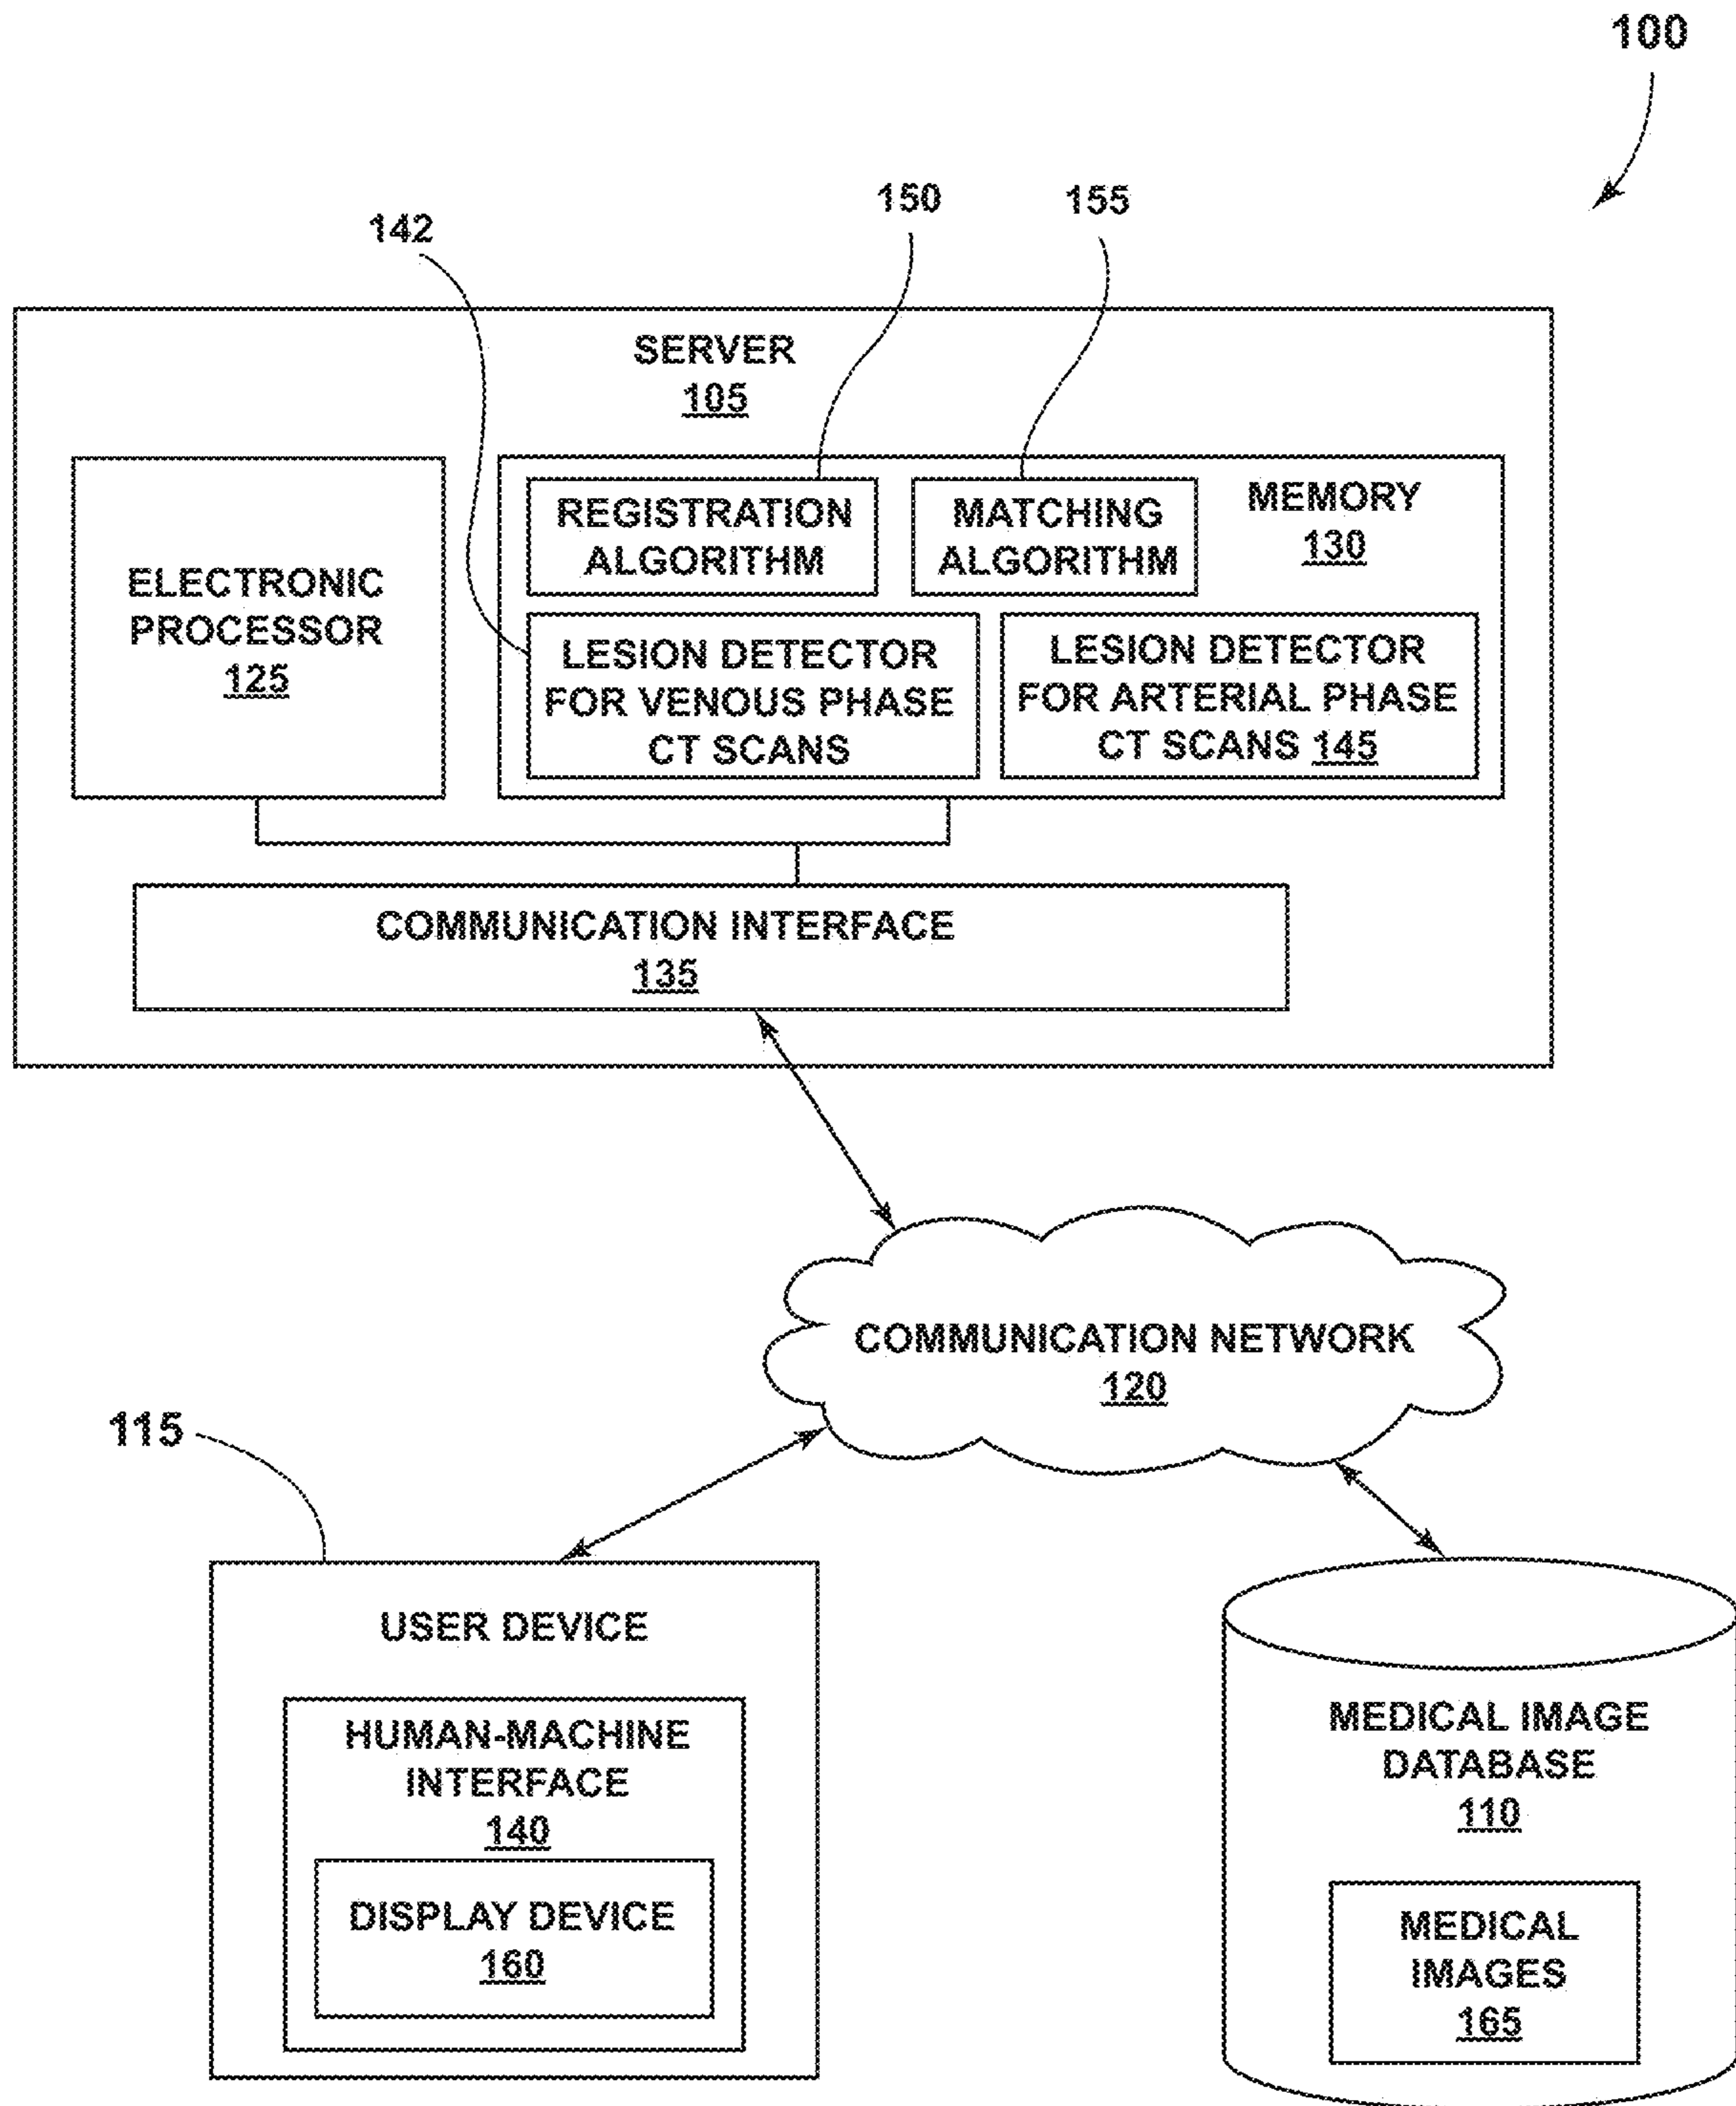 100
150
155
142
SERVER
105
ELECTRONIC
PROCESSOR
125
REGISTRATION
ALGORITHM
MATCHING
ALGORITHM
MEMORY
130
LESION DETECTOR
FOR VENOUS PHASE
CT SCANS
LESION DETECTOR
FOR ARTERIAL PHASE
CT SCANS 145
COMMUNICATION INTERFACE
135
COMMUNICATION NETWORK
120
115
USER DEVICE
HUMAN-MACHINE
INTERFACE
140
DISPLAY DEVICE
160
MEDICAL IMAGE
DATABASE
110
MEDICAL
IMAGES
165